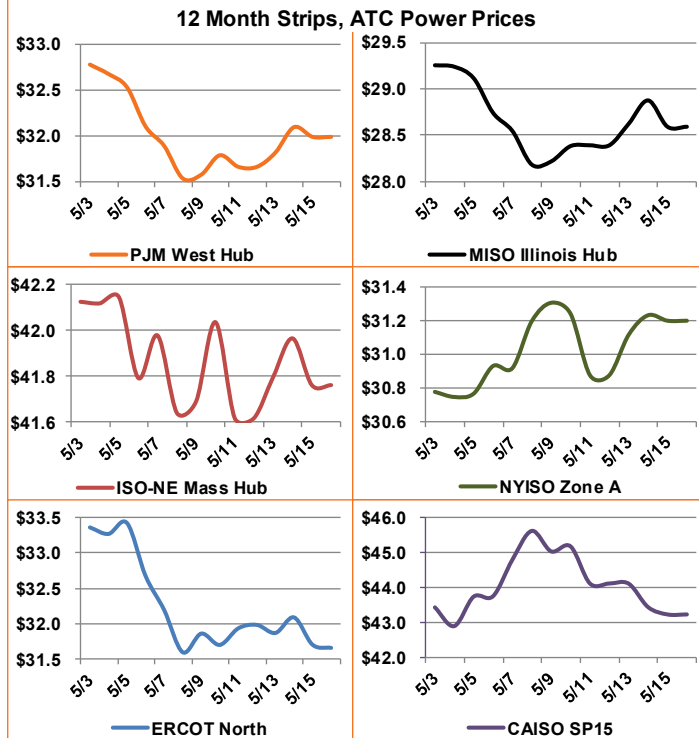 12 Month Strips, ATC Power Prices
$33.0
$32.5
$32.0
$31.5
5/3 5/5 5/7 5/9 5/11 5/13 5/15
PJM West Hub
$29.5
$29.0
$28.5
$28.0
5/3 5/5 5/7 5/9 5/11 5/13 5/15
MISO Illinois Hub
$42.2
$42.0
$41.8
$41.6
5/3 5/5 5/7 5/9 5/11 5/13 5/15
ISO-NE Mass Hub
$31.4
$31.2
$31.0
$30.8
$30.6
5/3 5/5 5/7 5/9 5/11 5/13 5/15
NYISO Zone A
$33.5
$33.0
$32.5
$32.0
$31.5
5/3 5/5 5/7 5/9 5/11 5/13 5/15
ERCOT North
$46.0
$45.0
$44.0
$43.0
$42.0
5/3 5/5 5/7 5/9 5/11 5/13 5/15
CAISO SP15